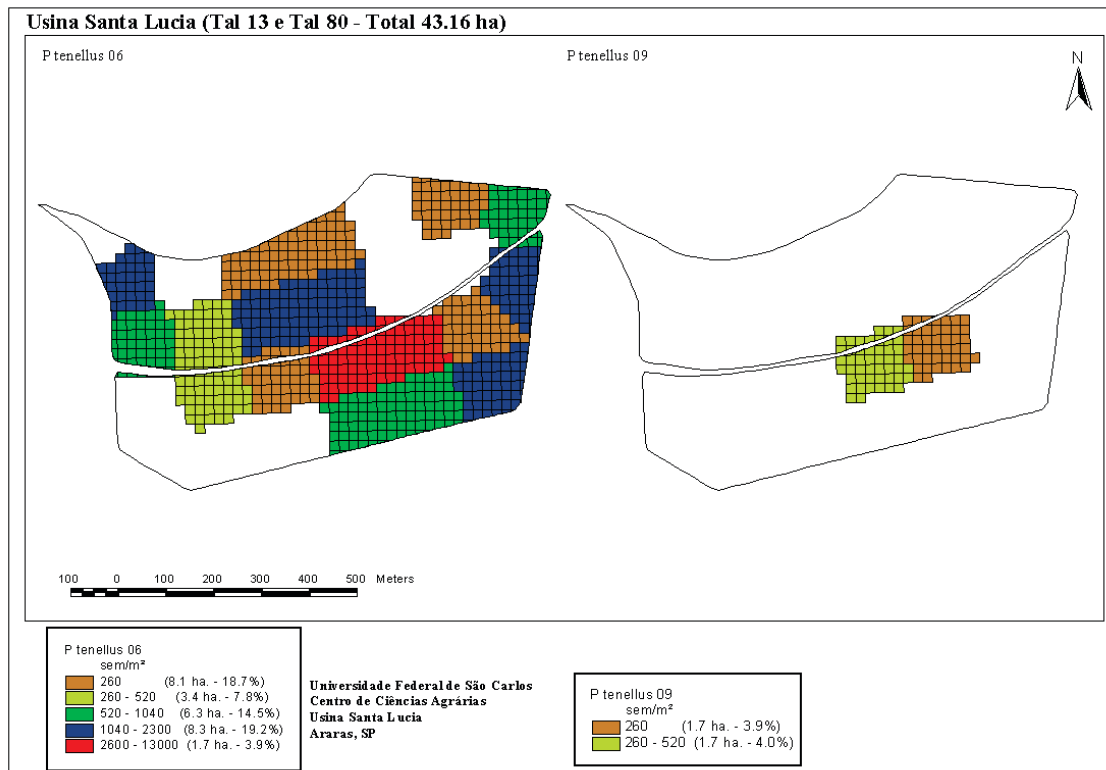 Usina Santa Lucia (Tal 13 e Tal 80 - Total 43.16 ha)
P tenellus 06
P tenellus 09
N
100 0 100 200 300 400 500 Meters
P tenellus 06
sem/m²
260 (8.1 ha. - 18.7%)
260 - 520 (3.4 ha. - 7.8%)
520 - 1040 (6.3 ha. - 14.5%)
1040 - 2300 (8.3 ha. - 19.2%)
2600 - 13000 (1.7 ha. - 3.9%)
Universidade Federal de São Carlos
Centro de Ciências Agrárias
Usina Santa Lucia
Araras, SP
P tenellus 09
sem/m²
260 (1.7 ha. - 3.9%)
260 - 520 (1.7 ha. - 4.0%)